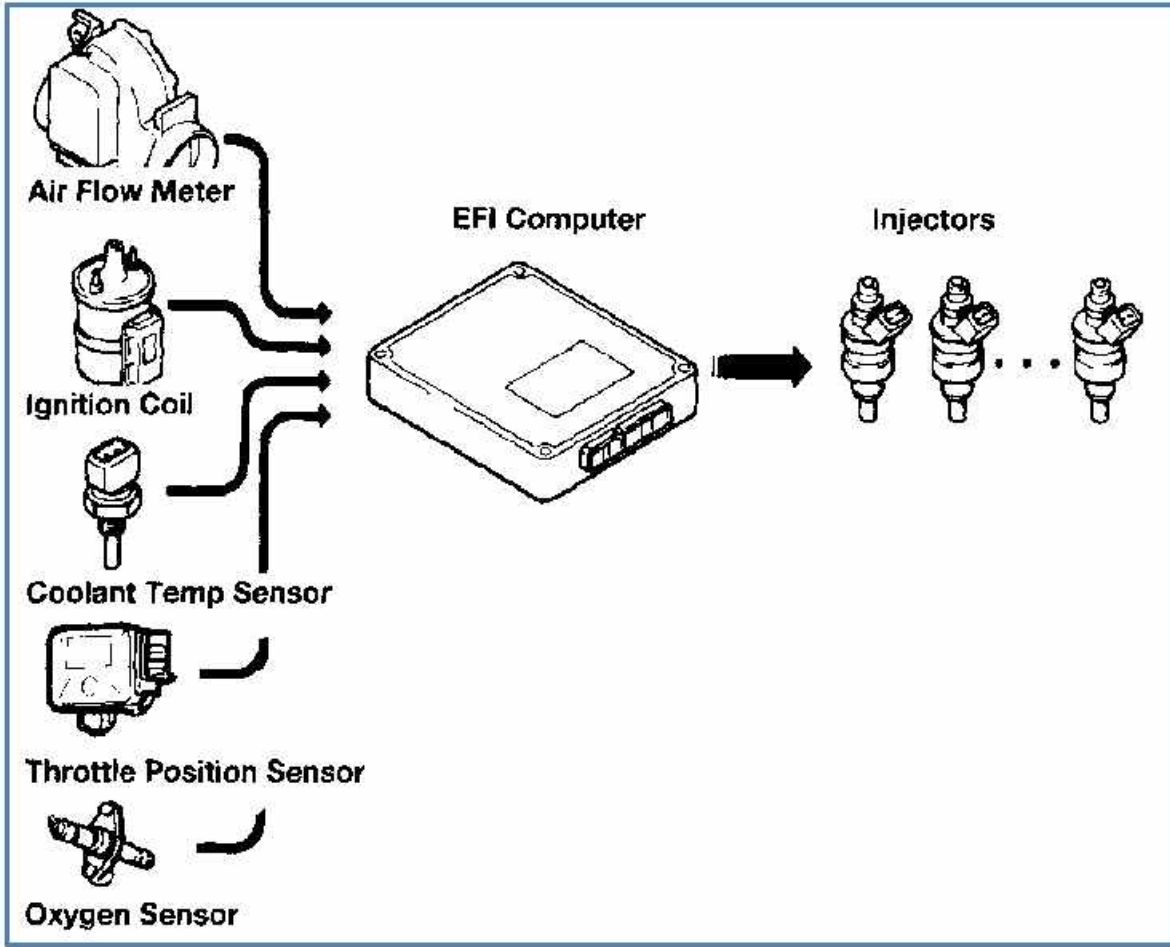 Air Flow Meter
EFI Computer
Injectors
Ignition Coil
Coolant Temp Sensor
Throttle Position Sensor
Oxygen Sensor